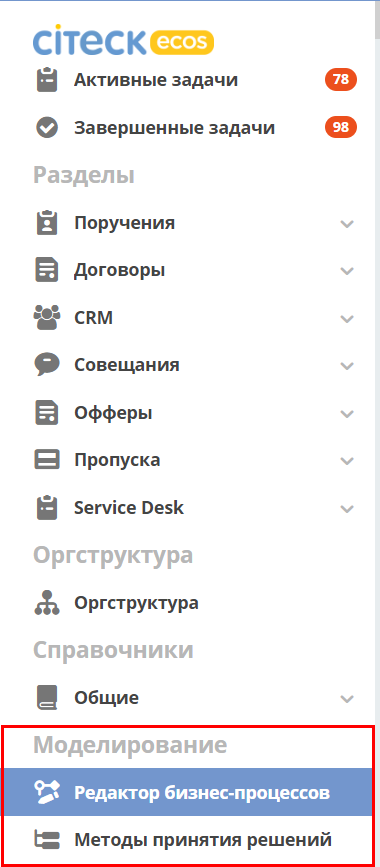 citeck ecos
Активные задачи 78
Завершенные задачи 98
Разделы
Поручения
Договоры
CRM
Совещания
Офферы
Пропуска
Service Desk
Оргструктура
Оргструктура
Справочники
Общие
Моделирование
Редактор бизнес-процессов
Методы принятия решений